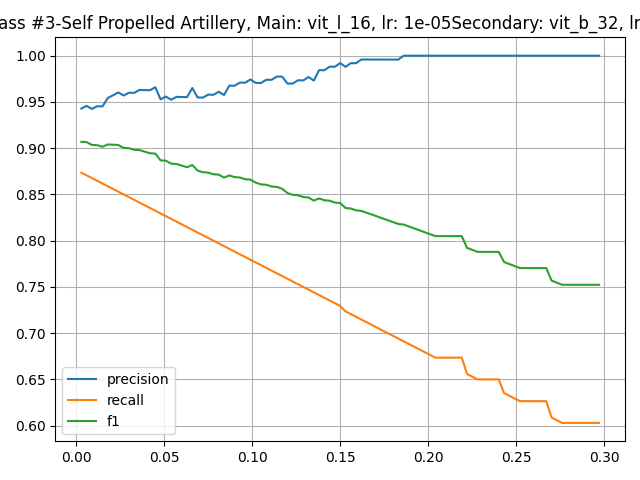 ass #3-Self Propelled Artillery, Main: vit_l_16, lr: 1e-05Secondary: vit_b_32, lr
1.00
0.95
0.90
0.85
0.80
0.75
0.70
0.65
0.60
precision
recall
f1
0.00 0.05 0.10 0.15 0.20 0.25 0.30